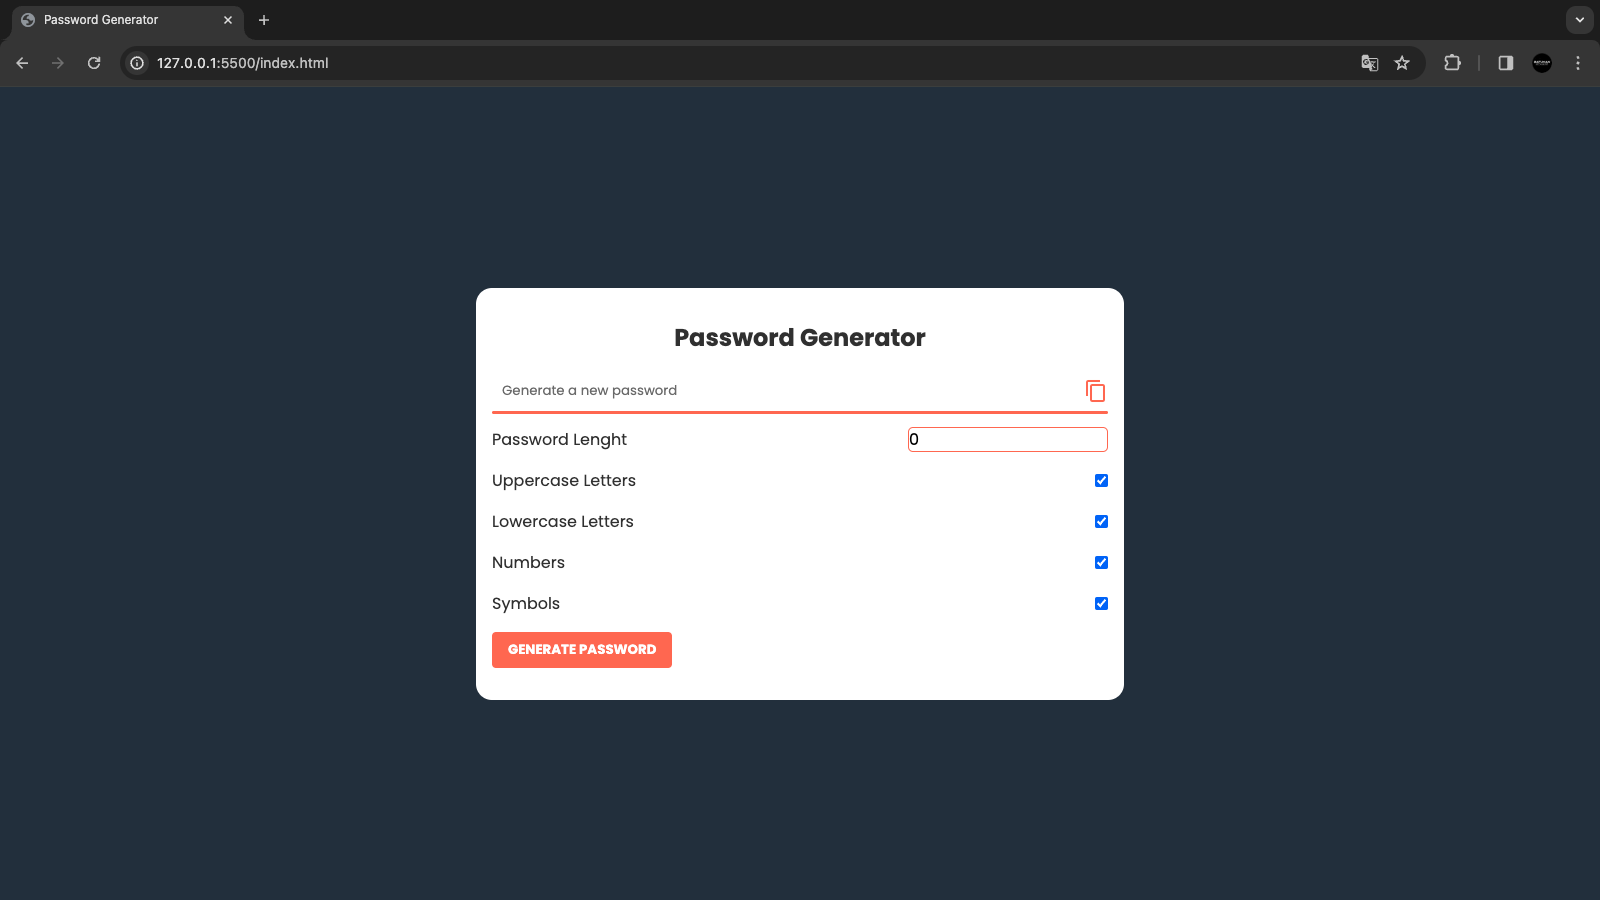 Password Generator
127.0.0.1:5500/index.html
Password Generator
Generate a new password
Password Lenght 0
Uppercase Letters
Lowercase Letters
Numbers
Symbols
GENERATE PASSWORD